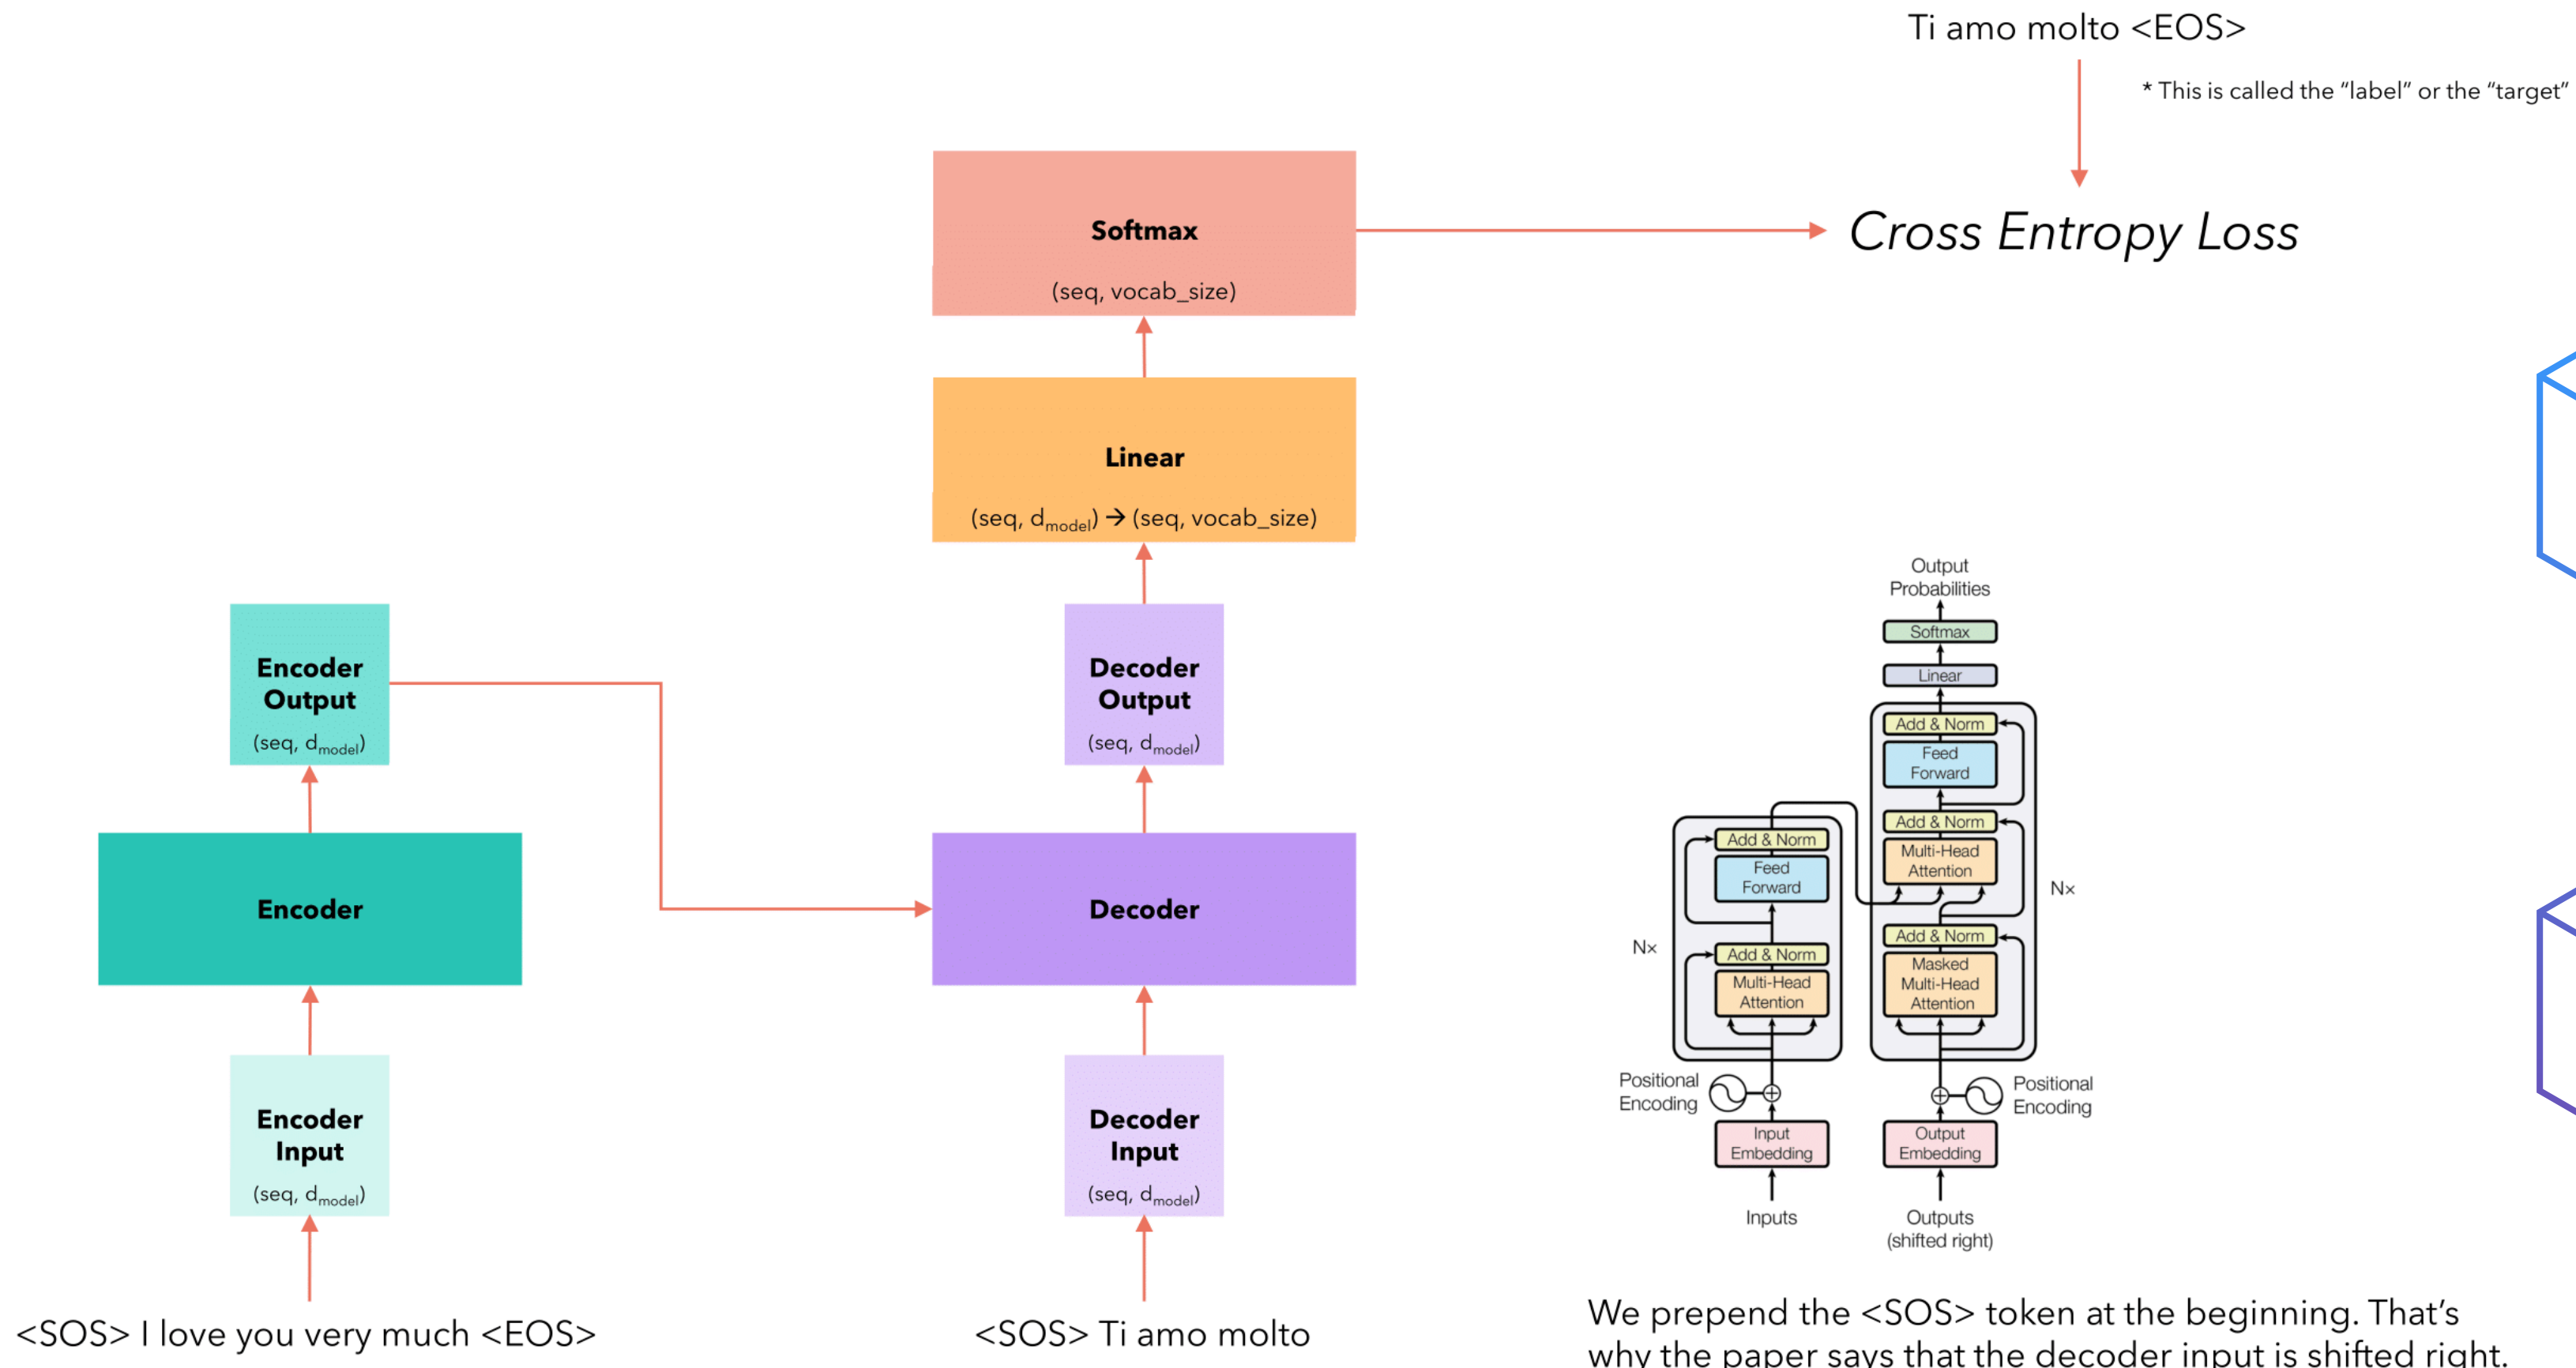 Ti amo molto <EOS>
* This is called the “label” or the “target”
Softmax
(seq, vocab_size)
Cross Entropy Loss
Linear
(seq, dmodel) → (seq, vocab_size)
Encoder
Output
(seq, dmodel)
Decoder
Output
(seq, dmodel)
Encoder
Decoder
Encoder
Input
(seq, dmodel)
Decoder
Input
(seq, dmodel)
<SOS> I love you very much <EOS>
<SOS> Ti amo molto
Output
Probabilities
Softmax
Linear
Add & Norm
Feed
Forward
Add & Norm
Multi-Head
Attention
Nx
Add & Norm
Masked
Multi-Head
Attention
Add & Norm
Feed
Forward
Nx
Add & Norm
Multi-Head
Attention
Positional
Encoding
Positional
Encoding
Input
Embedding
Output
Embedding
Inputs
Outputs
(shifted right)
We prepend the <SOS> token at the beginning. That’s
why the paper says that the decoder input is shifted right.